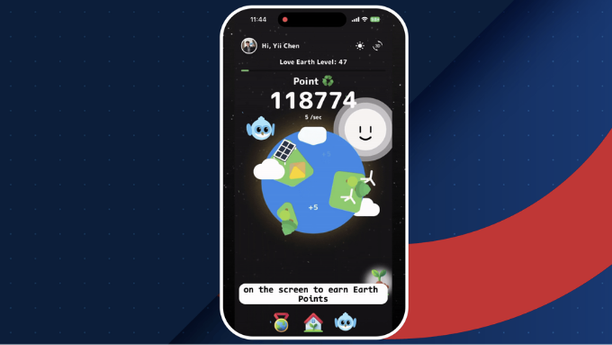 11:44
Hi, Yii Chen
Love Earth Level: 47
Point
118774
5 /sec
+5
on the screen to earn Earth
Points